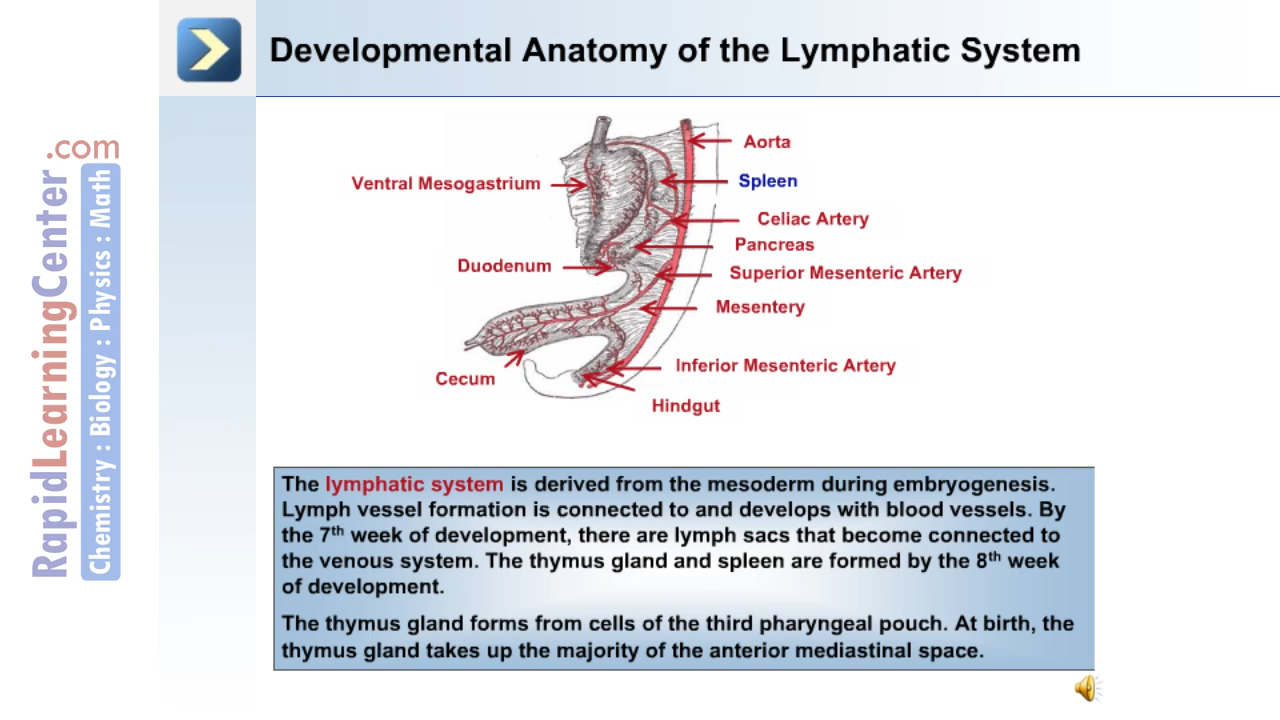 Developmental Anatomy of the Lymphatic System
RapidLearningCenter.com
Chemistry : Biology : Physics : Math
Aorta
Ventral Mesogastrium
Spleen
Celiac Artery
Pancreas
Duodenum
Superior Mesenteric Artery
Mesentery
Inferior Mesenteric Artery
Cecum
Hindgut
The lymphatic system is derived from the mesoderm during embryogenesis.
Lymph vessel formation is connected to and develops with blood vessels. By
the 7th week of development, there are lymph sacs that become connected to
the venous system. The thymus gland and spleen are formed by the 8th week
of development.
The thymus gland forms from cells of the third pharyngeal pouch. At birth, the
thymus gland takes up the majority of the anterior mediastinal space.